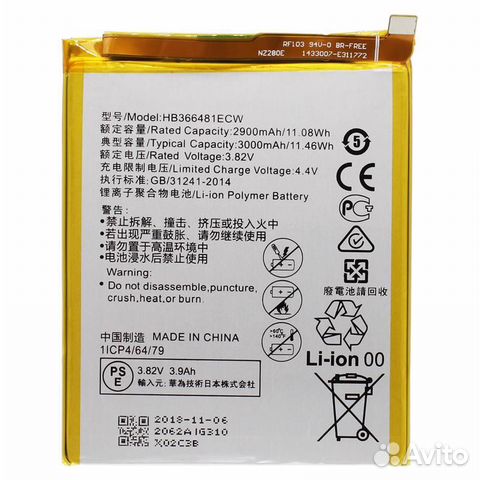 RF103 94V-0 BR-FREE
NZ280E 1433007-E311772
型号/Model:HB366481ECW
额定容量/Rated Capacity:2900mAh/11.08Wh
典型容量/Typical Capacity:3000mAh/11.46Wh
额定电压/Rated Voltage:3.82V
充电限制电压/Limited Charge Voltage:4.4V
执行标准:GB/31241-2014
锂离子聚合物电池/Li-ion Polymer Battery
警告:
•禁止拆解、撞击、挤压或投入火中
•若出现严重鼓胀、请勿继续使用
•请勿置于高温环境中
•电池浸水后禁止使用
Warning:
Do not disassemble,puncture,
crush,heat,or burn.
>60℃
>140℉
廢電池請回收
中国制造 MADE IN CHINA
1ICP4/64/79
Li-ion 00
PS
E
3.82V 3.9Ah
輸入元: 華為技術日本株式会社
2018-11-06
2062AIG310
X02C3B
Avito